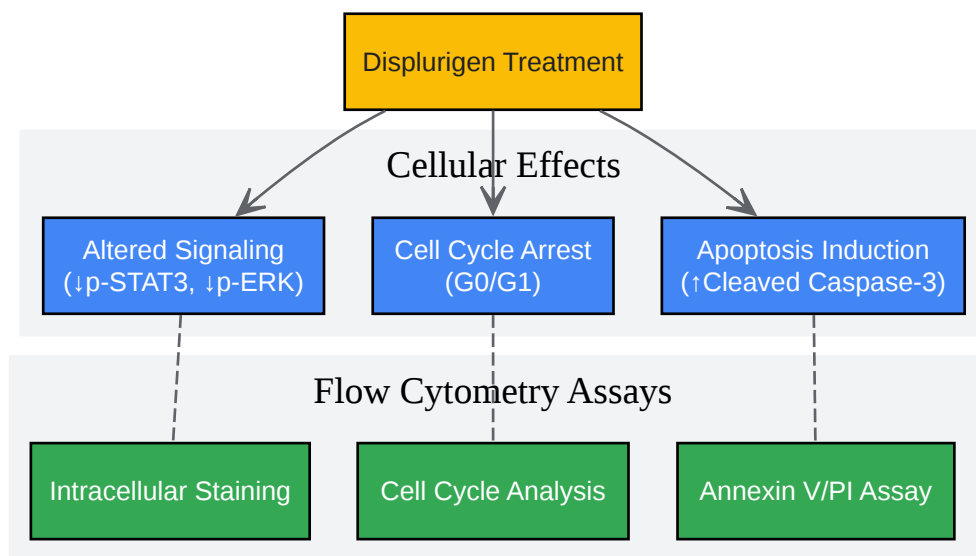 Displurigen Treatment
Cellular Effects
Altered Signaling
(↓p-STAT3, ↓p-ERK)
Cell Cycle Arrest
(G0/G1)
Apoptosis Induction
(↑Cleaved Caspase-3)
Flow Cytometry Assays
Intracellular Staining
Cell Cycle Analysis
Annexin V/PI Assay